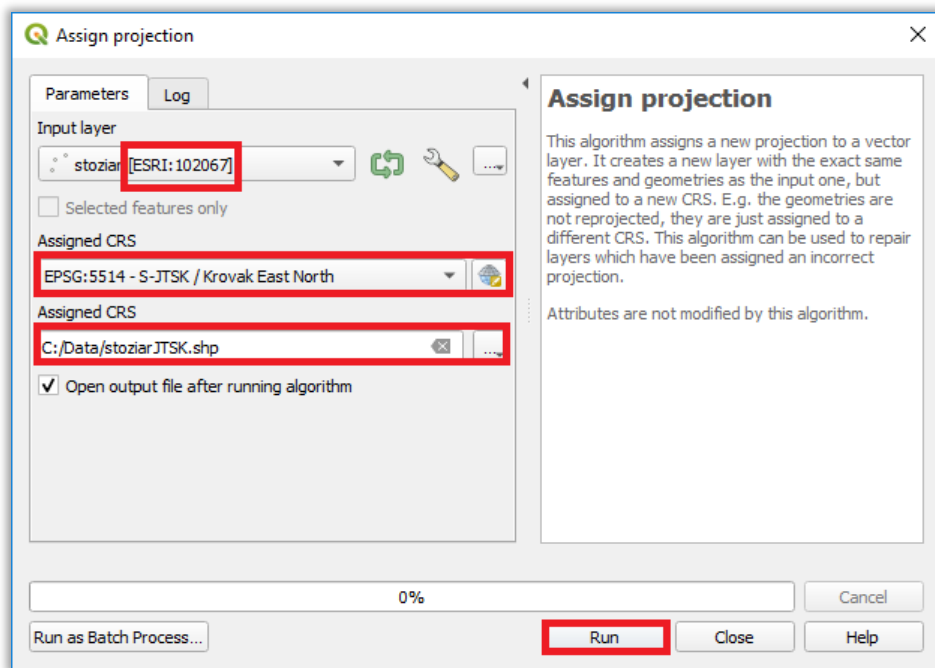 Assign projection
Parameters
Log
Input layer
stoziar [ESRI:102067]
...
Selected features only
Assigned CRS
EPSG:5514 - S-JTSK / Krovak East North
Assigned CRS
C:/Data/stoziarJTSK.shp
...
Open output file after running algorithm
Assign projection
This algorithm assigns a new projection to a vector
layer. It creates a new layer with the exact same
features and geometries as the input one, but
assigned to a new CRS. E.g. the geometries are
not reprojected, they are just assigned to a
different CRS. This algorithm can be used to repair
layers which have been assigned an incorrect
projection.
Attributes are not modified by this algorithm.
0%
Cancel
Run as Batch Process...
Run
Close
Help